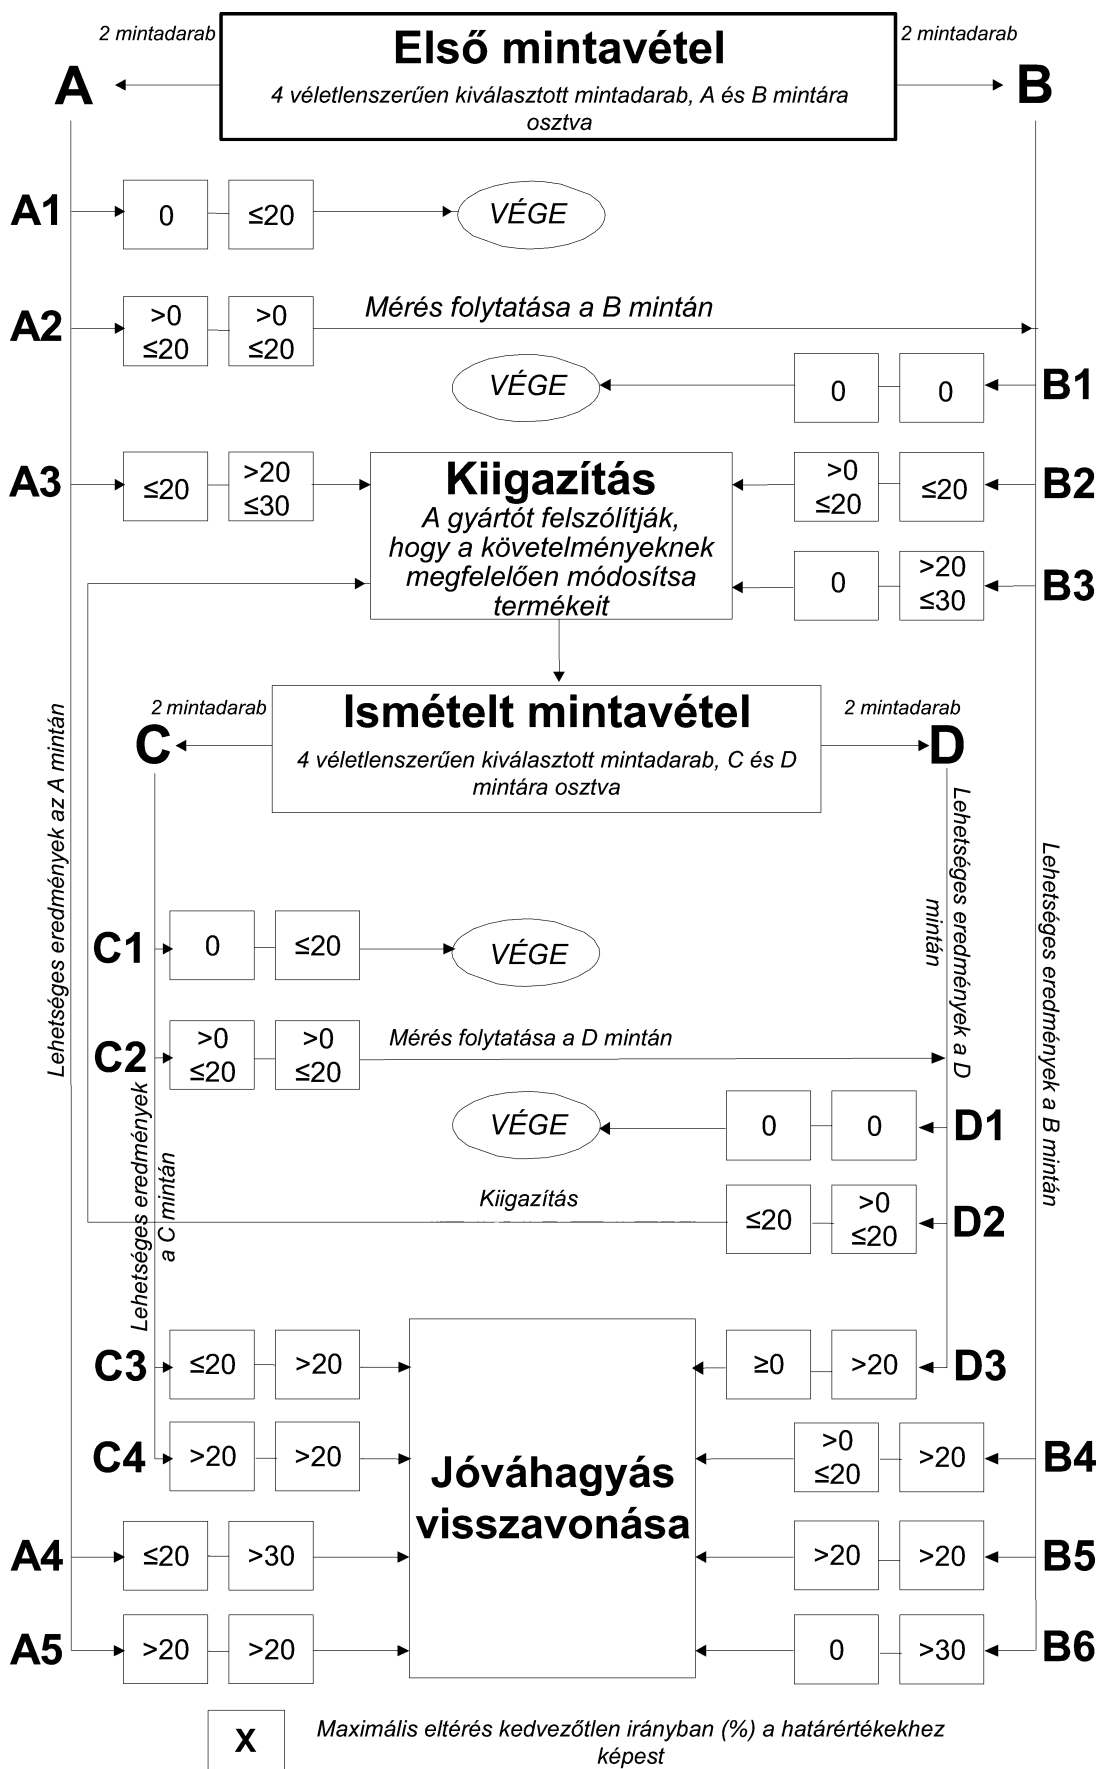 2 mintadarab
Első mintavétel
2 mintadarab
A
4 véletlenszerűen kiválasztott mintadarab, A és B mintára
osztva
B
A1
0
≤20
VÉGE
A2
>0
≤20
>0
≤20
Mérés folytatása a B mintán
VÉGE
0
0
B1
A3
≤20
>20
≤30
Kiigazítás
A gyártót felszólítják,
hogy a követelményeknek
megfelelően módosítsa
termékeit
>0
≤20
≤20
B2
0
>20
≤30
B3
2 mintadarab
Ismételt mintavétel
2 mintadarab
C
4 véletlenszerűen kiválasztott mintadarab, C és D
mintára osztva
D
Lehetséges eredmények az A mintán
Lehetséges eredmények a D
mintán
Lehetséges eredmények a B mintán
C1
0
≤20
VÉGE
C2
>0
≤20
>0
≤20
Mérés folytatása a D mintán
Lehetséges eredmények
a C mintán
VÉGE
0
0
D1
Kiigazítás
≤20
>0
≤20
D2
C3
≤20
>20
≥0
>20
D3
C4
>20
>20
Jóváhagyás
visszavonása
>0
≤20
>20
B4
A4
≤20
>30
>20
>20
B5
A5
>20
>20
0
>30
B6
X
Maximális eltérés kedvezőtlen irányban (%) a határértékekhez
képest